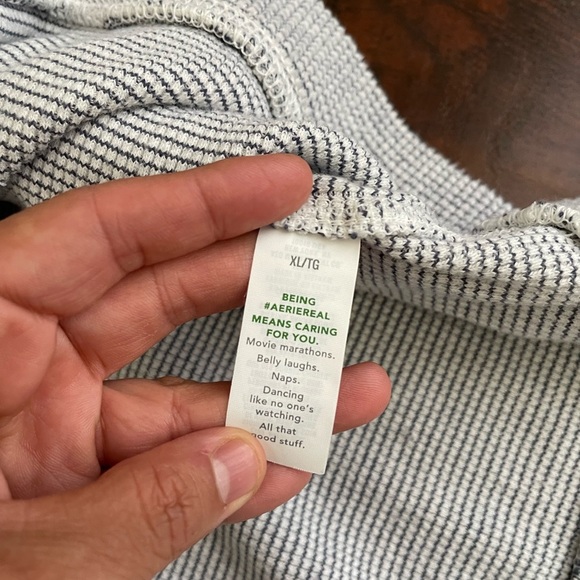 XL/TG
BEING
#AERIEREAL
MEANS CARING
FOR YOU.
Movie marathons.
Belly laughs.
Naps.
Dancing
like no one's
watching.
All that
good stuff.